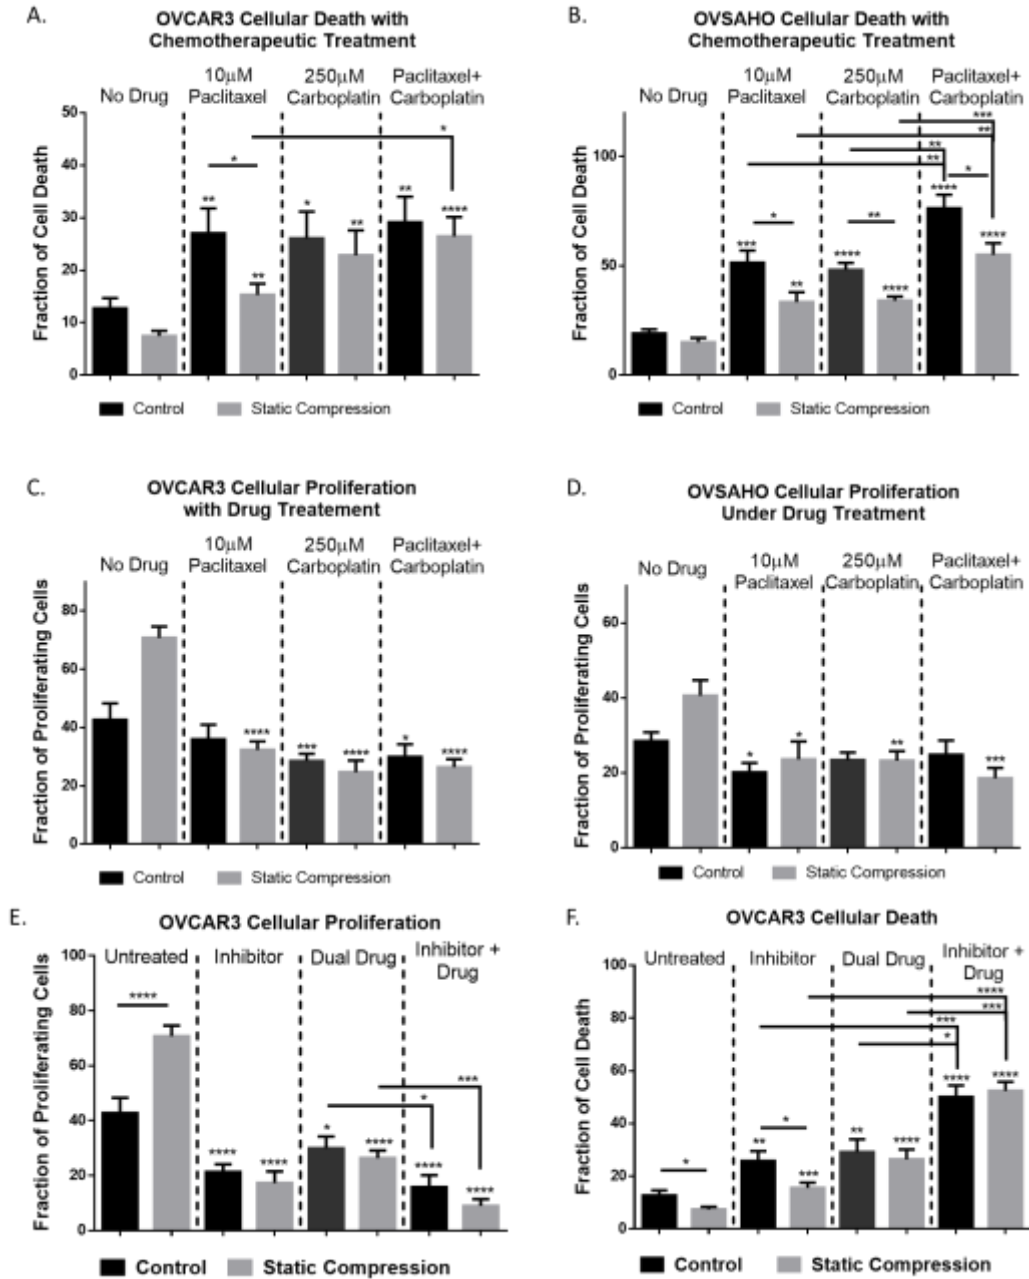 A.
OVCAR3 Cellular Death with
Chemotherapeutic Treatment
No Drug
10µM
Paclitaxel
250µM
Carboplatin
Paclitaxel+
Carboplatin
Fraction of Cell Death
50
40
30
20
10
0
**
*
**
*
**
**
****
*
Control
Static Compression
B.
OVSAHO Cellular Death with
Chemotherapeutic Treatment
No Drug
10µM
Paclitaxel
250µM
Carboplatin
Paclitaxel+
Carboplatin
Fraction of Cell Death
100
50
0
***
**
**
**
*
****
*
**
***
**
****
****
****
Control
Static Compression
C.
OVCAR3 Cellular Proliferation
with Drug Treatement
No Drug
10µM
Paclitaxel
250µM
Carboplatin
Paclitaxel+
Carboplatin
Fraction of Proliferating Cells
80
60
40
20
0
****
***
****
*
****
Control
Static Compression
D.
OVSAHO Cellular Proliferation
Under Drug Treatment
No Drug
10µM
Paclitaxel
250µM
Carboplatin
Paclitaxel+
Carboplatin
Fraction of Proliferating Cells
60
40
20
0
*
*
**
***
Control
Static Compression
E.
OVCAR3 Cellular Proliferation
Untreated
Inhibitor
Dual Drug
Inhibitor +
Drug
Fraction of Proliferating Cells
100
80
60
40
20
0
****
****
****
*
****
*
***
****
****
Control
Static Compression
F.
OVCAR3 Cellular Death
Untreated
Inhibitor
Dual Drug
Inhibitor +
Drug
Fraction of Cell Death
100
80
60
40
20
0
****
***
***
*
****
****
*
**
*
***
**
****
Control
Static Compression